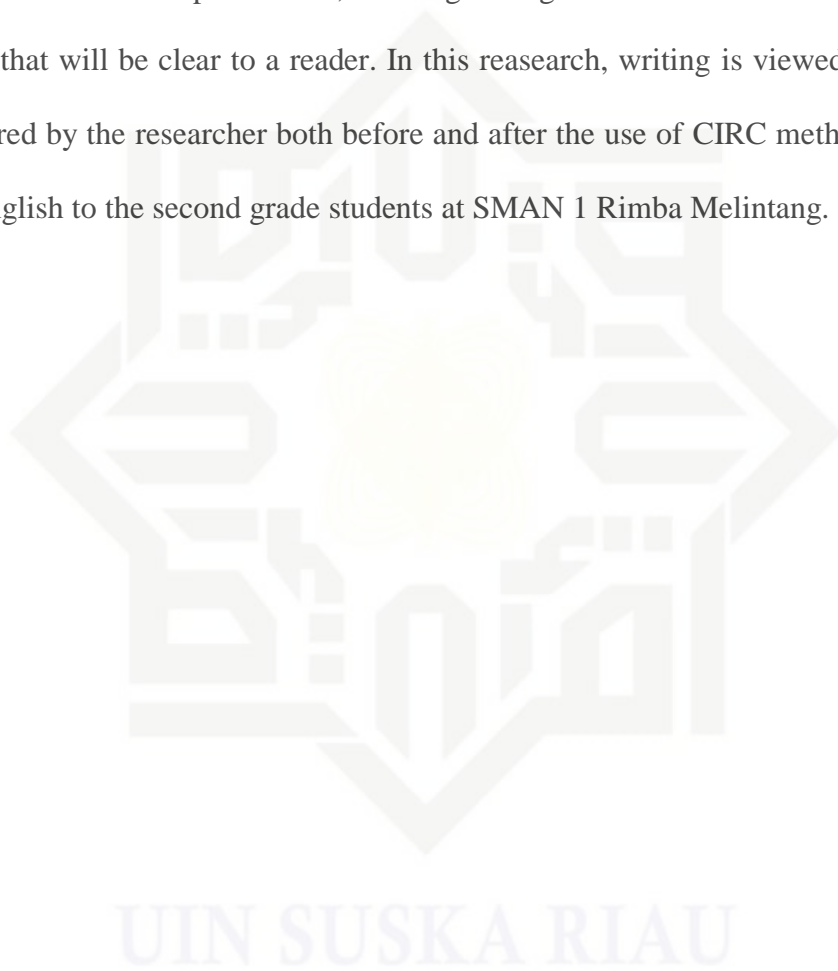 that will be clear to a reader. In this reasearch, writing is viewed
red by the researcher both before and after the use of CIRC meth
glish to the second grade students at SMAN 1 Rimba Melintang.
UIN SUSKA RIAU